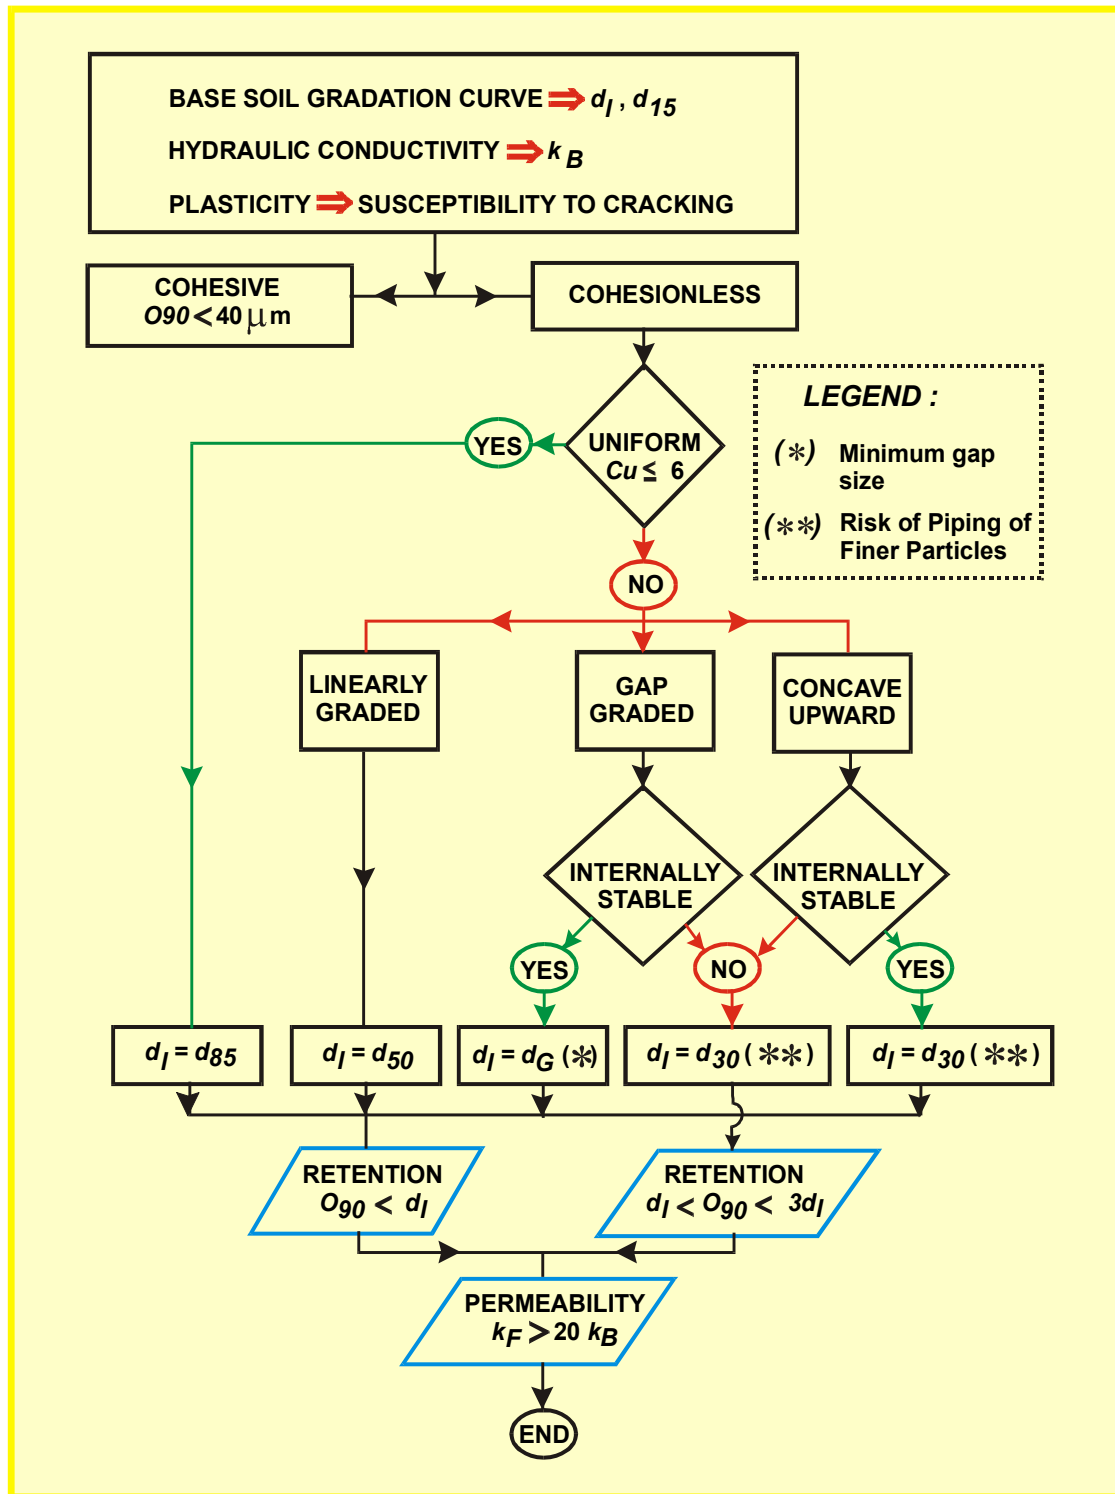 BASE SOIL GRADATION CURVE ⇒ dI , d15
HYDRAULIC CONDUCTIVITY ⇒ kB
PLASTICITY ⇒ SUSCEPTIBILITY TO CRACKING
COHESIVE
O90 < 40 μm
COHESIONLESS
LEGEND :
(*) Minimum gap
size
(**) Risk of Piping of
Finer Particles
UNIFORM
Cu ≤ 6
YES
NO
LINEARLY
GRADED
GAP
GRADED
CONCAVE
UPWARD
INTERNALLY
STABLE
INTERNALLY
STABLE
YES
NO
YES
dI = d85
dI = d50
dI = dG (*)
dI = d30 (**)
dI = d30 (**)
RETENTION
O90 < dI
RETENTION
dI < O90 < 3dI
PERMEABILITY
kF > 20 kB
END